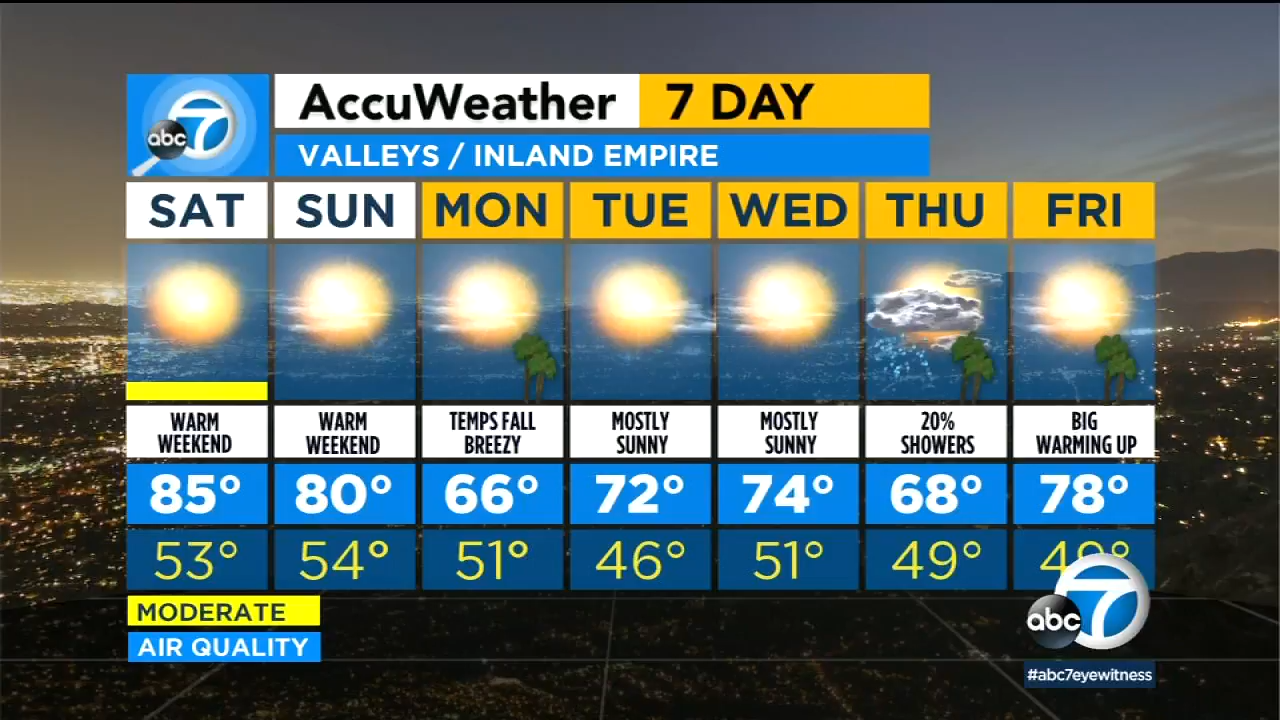 abc 7
AccuWeather 7 DAY
VALLEYS / INLAND EMPIRE
SAT SUN MON TUE WED THU FRI
WARM WARM TEMPS FALL MOSTLY MOSTLY 20% BIG
WEEKEND WEEKEND BREEZY SUNNY SUNNY SHOWERS WARMING UP
85° 80° 66° 72° 74° 68° 78°
53° 54° 51° 46° 51° 49°
MODERATE
AIR QUALITY
abc 7
#abc7eyewitness